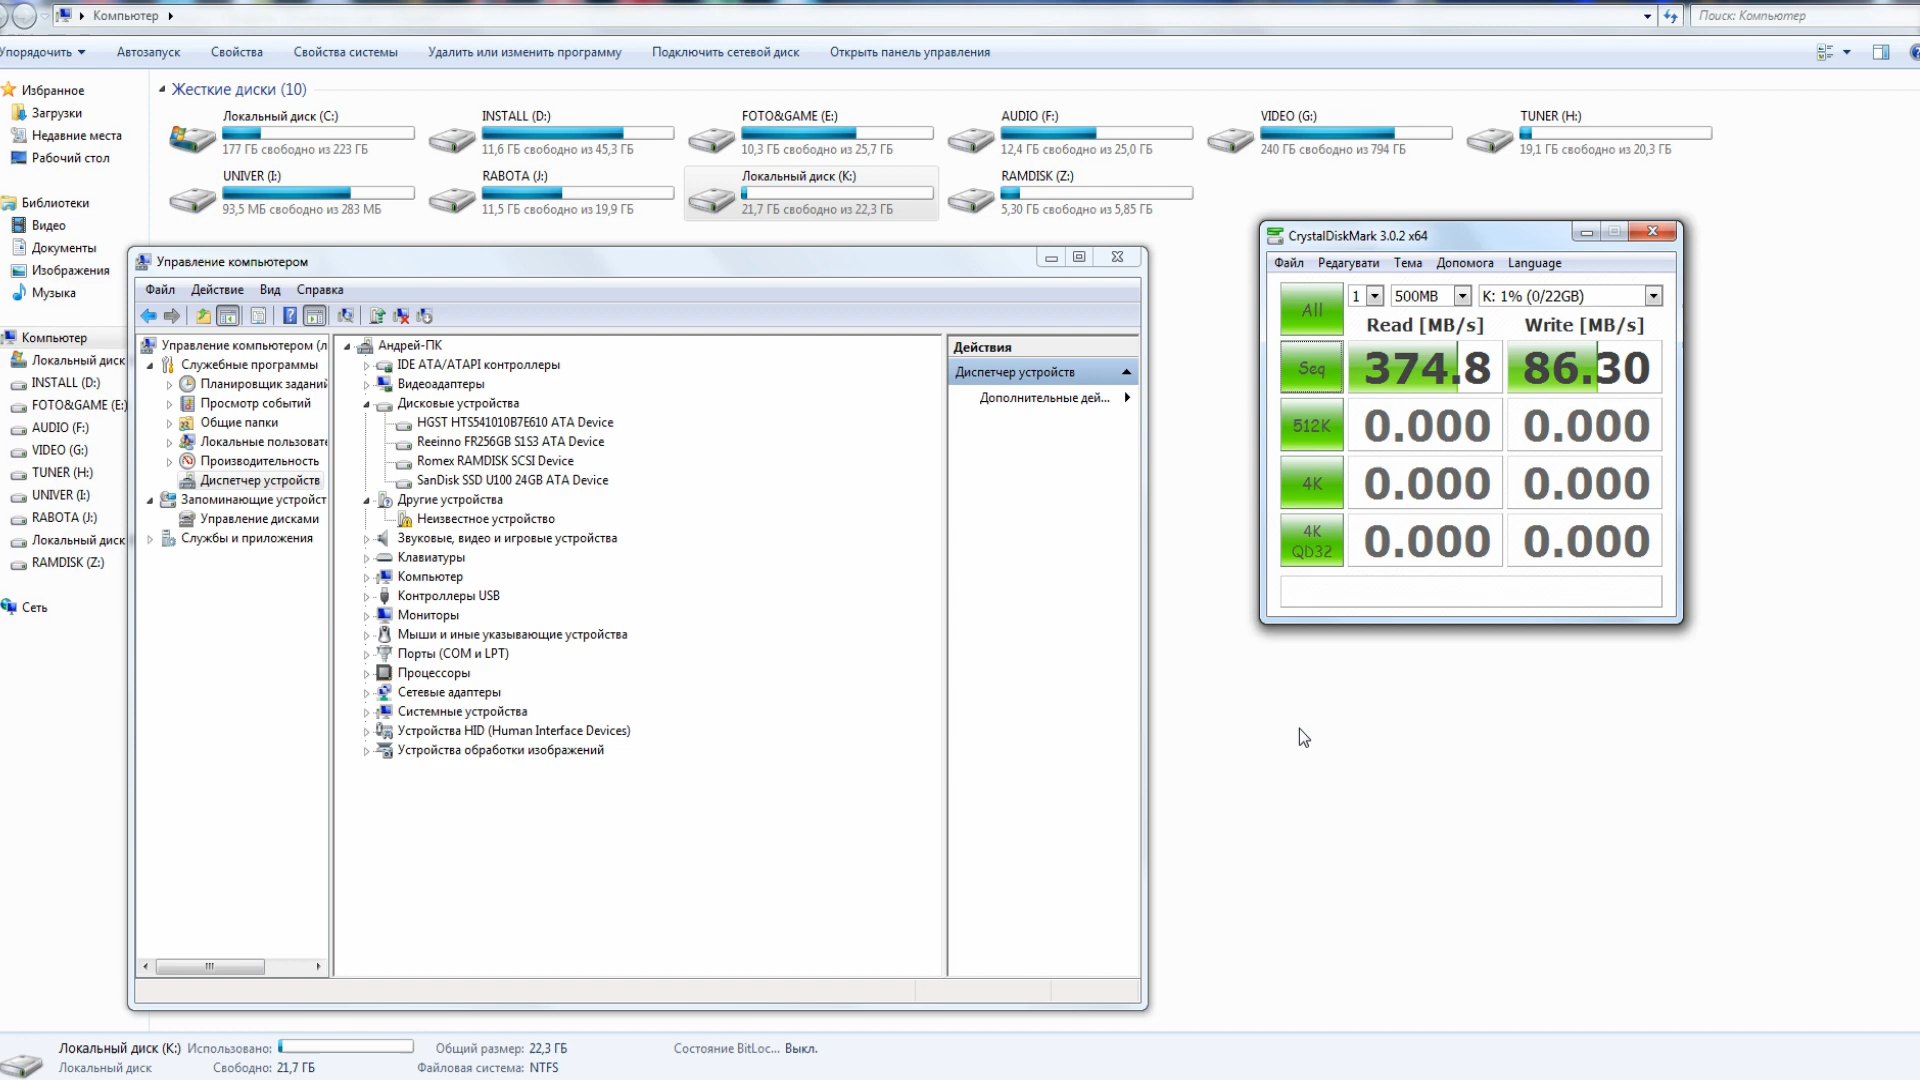 Компьютер
Поиск: Компьютер
Упорядочить
Автозапуск
Свойства
Свойства системы
Удалить или изменить программу
Подключить сетевой диск
Открыть панель управления
Избранное
Загрузки
Недавние места
Рабочий стол
Библиотеки
Видео
Документы
Изображения
Музыка
Компьютер
Локальный диск
INSTALL (D:)
FOTO&GAME (E:)
AUDIO (F:)
VIDEO (G:)
TUNER (H:)
UNIVER (I:)
RABOTA (J:)
Локальный диск
RAMDISK (Z:)
Сеть
Жесткие диски (10)
Локальный диск (C:)
177 ГБ свободно из 223 ГБ
INSTALL (D:)
11,6 ГБ свободно из 45,3 ГБ
FOTO&GAME (E:)
10,3 ГБ свободно из 25,7 ГБ
AUDIO (F:)
12,4 ГБ свободно из 25,0 ГБ
VIDEO (G:)
240 ГБ свободно из 794 ГБ
TUNER (H:)
19,1 ГБ свободно из 20,3 ГБ
UNIVER (I:)
93,5 МБ свободно из 283 МБ
RABOTA (J:)
11,5 ГБ свободно из 19,9 ГБ
Локальный диск (K:)
21,7 ГБ свободно из 22,3 ГБ
RAMDISK (Z:)
5,30 ГБ свободно из 5,85 ГБ
Управление компьютером
Файл
Действие
Вид
Справка
Управление компьютером (л
Служебные программы
Планировщик заданий
Просмотр событий
Общие папки
Локальные пользовате
Производительность
Диспетчер устройств
Запоминающие устройст
Управление дисками
Службы и приложения
Андрей-ПК
IDE ATA/ATAPI контроллеры
Видеоадаптеры
Дисковые устройства
HGST HTS541010B7E610 ATA Device
Reeinno FR256GB S1S3 ATA Device
Romex RAMDISK SCSI Device
SanDisk SSD U100 24GB ATA Device
Другие устройства
Неизвестное устройство
Звуковые, видео и игровые устройства
Клавиатуры
Компьютер
Контроллеры USB
Мониторы
Мыши и иные указывающие устройства
Порты (COM и LPT)
Процессоры
Сетевые адаптеры
Системные устройства
Устройства HID (Human Interface Devices)
Устройства обработки изображений
Действия
Диспетчер устройств
Дополнительные дей...
CrystalDiskMark 3.0.2 x64
Файл
Редагувати
Тема
Допомога
Language
All
1
500MB
K: 1% (0/22GB)
Read [MB/s]
Write [MB/s]
Seq
374.8
86.30
512K
0.000
0.000
4K
0.000
0.000
4K
QD32
0.000
0.000
Локальный диск (K:)
Использовано:
Общий размер: 22,3 ГБ
Состояние BitLoc... Выкл.
Локальный диск
Свободно: 21,7 ГБ
Файловая система: NTFS